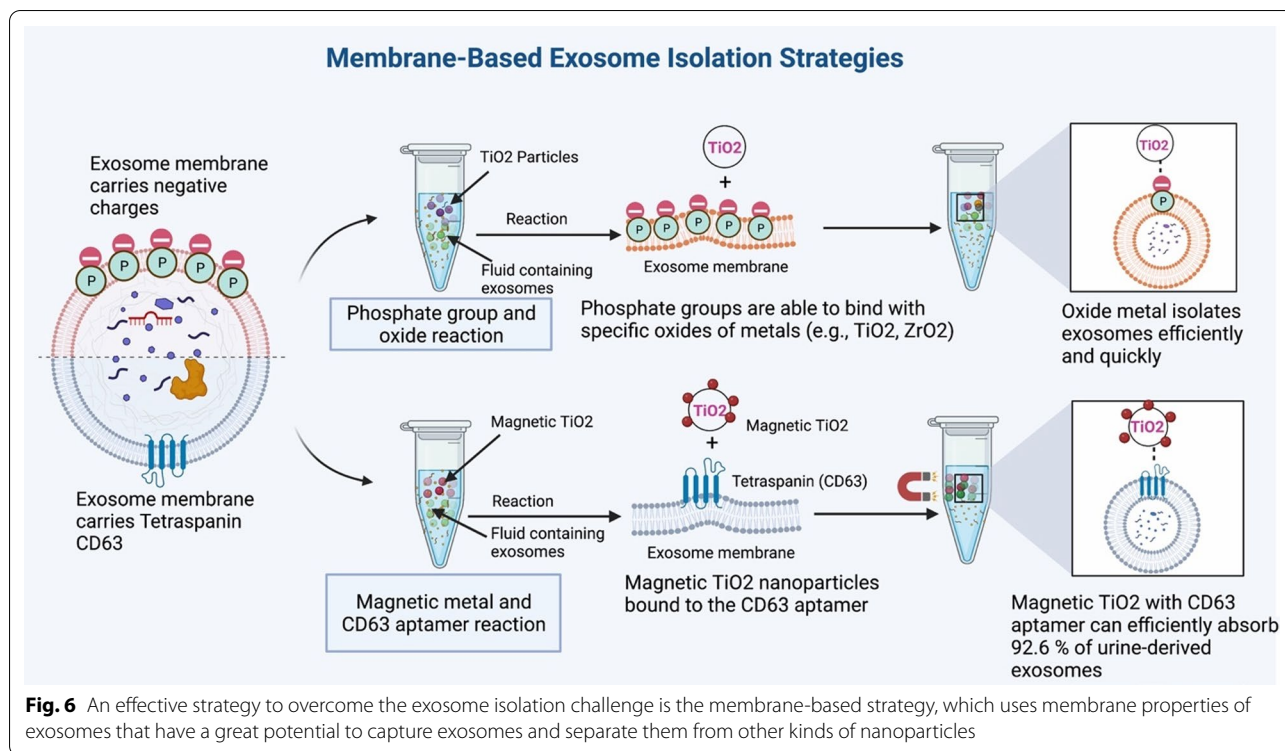 Membrane-Based Exosome Isolation Strategies
Exosome membrane
carries negative
charges
P
P
P
P
P
Exosome membrane
carries Tetraspanin
CD63
TiO2 Particles
Reaction
Fluid containing
exosomes
Phosphate group and
oxide reaction
TiO2
+
P
P
P
P
P
Exosome membrane
Phosphate groups are able to bind with
specific oxides of metals (e.g., TiO2, ZrO2)
TiO2
P
Oxide metal isolates
exosomes efficiently
and quickly
Magnetic TiO2
Reaction
Fluid containing
exosomes
Magnetic metal and
CD63 aptamer reaction
TiO2
Magnetic TiO2
+
Tetraspanin (CD63)
Exosome membrane
Magnetic TiO2 nanoparticles
bound to the CD63 aptamer
TiO2
Magnetic TiO2 with CD63
aptamer can efficiently absorb
92.6 % of urine-derived
exosomes
Fig. 6 An effective strategy to overcome the exosome isolation challenge is the membrane-based strategy, which uses membrane properties of
exosomes that have a great potential to capture exosomes and separate them from other kinds of nanoparticles